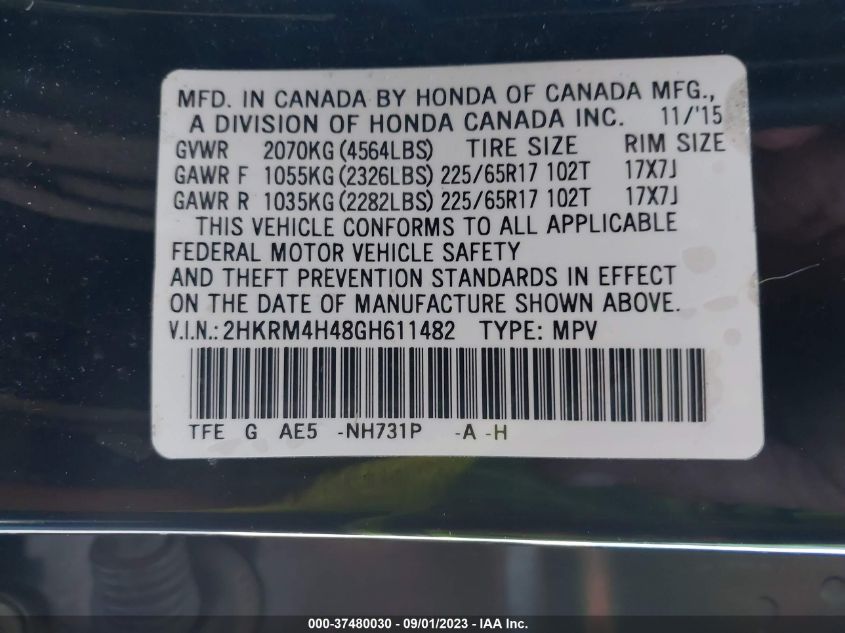 MFD. IN CANADA BY HONDA OF CANADA MFG.,
A DIVISION OF HONDA CANADA INC. 11/'15
GVWR 2070KG (4564LBS) TIRE SIZE RIM SIZE
GAWR F 1055KG (2326LBS) 225/65R17 102T 17X7J
GAWR R 1035KG (2282LBS) 225/65R17 102T 17X7J
THIS VEHICLE CONFORMS TO ALL APPLICABLE
FEDERAL MOTOR VEHICLE SAFETY
AND THEFT PREVENTION STANDARDS IN EFFECT
ON THE DATE OF MANUFACTURE SHOWN ABOVE.
V.I.N.: 2HKRM4H48GH611482 TYPE: MPV
TFE G AE5 -NH731P -A -H
000-37480030 - 09/01/2023 - IAA Inc.